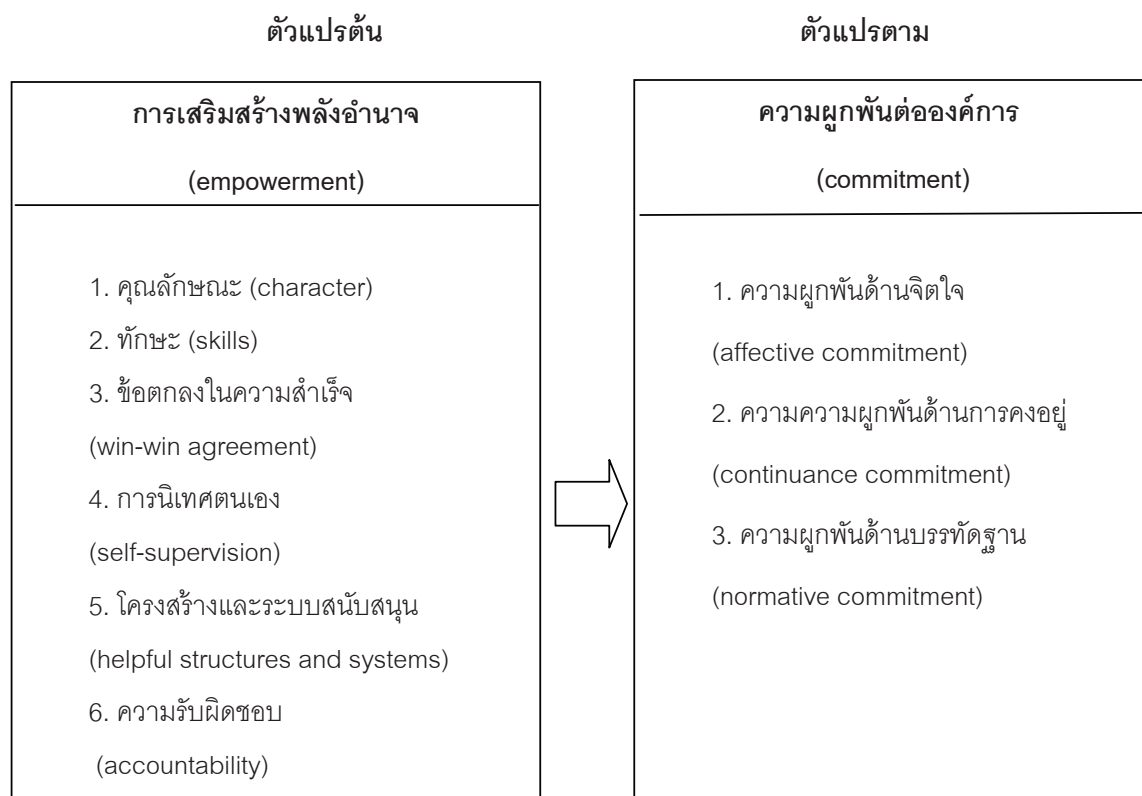 ตัวแปรต้น
ตัวแปรตาม
การเสริมสร้างพลังอำนาจ
(empowerment)
1. คุณลักษณะ (character)
2. ทักษะ (skills)
3. ข้อตกลงในความสำเร็จ
(win-win agreement)
4. การนิเทศตนเอง
(self-supervision)
5. โครงสร้างและระบบสนับสนุน
(helpful structures and systems)
6. ความรับผิดชอบ
(accountability)
ความผูกพันต่อองค์การ
(commitment)
1. ความผูกพันด้านจิตใจ
(affective commitment)
2. ความความผูกพันด้านการคงอยู่
(continuance commitment)
3. ความผูกพันด้านบรรทัดฐาน
(normative commitment)